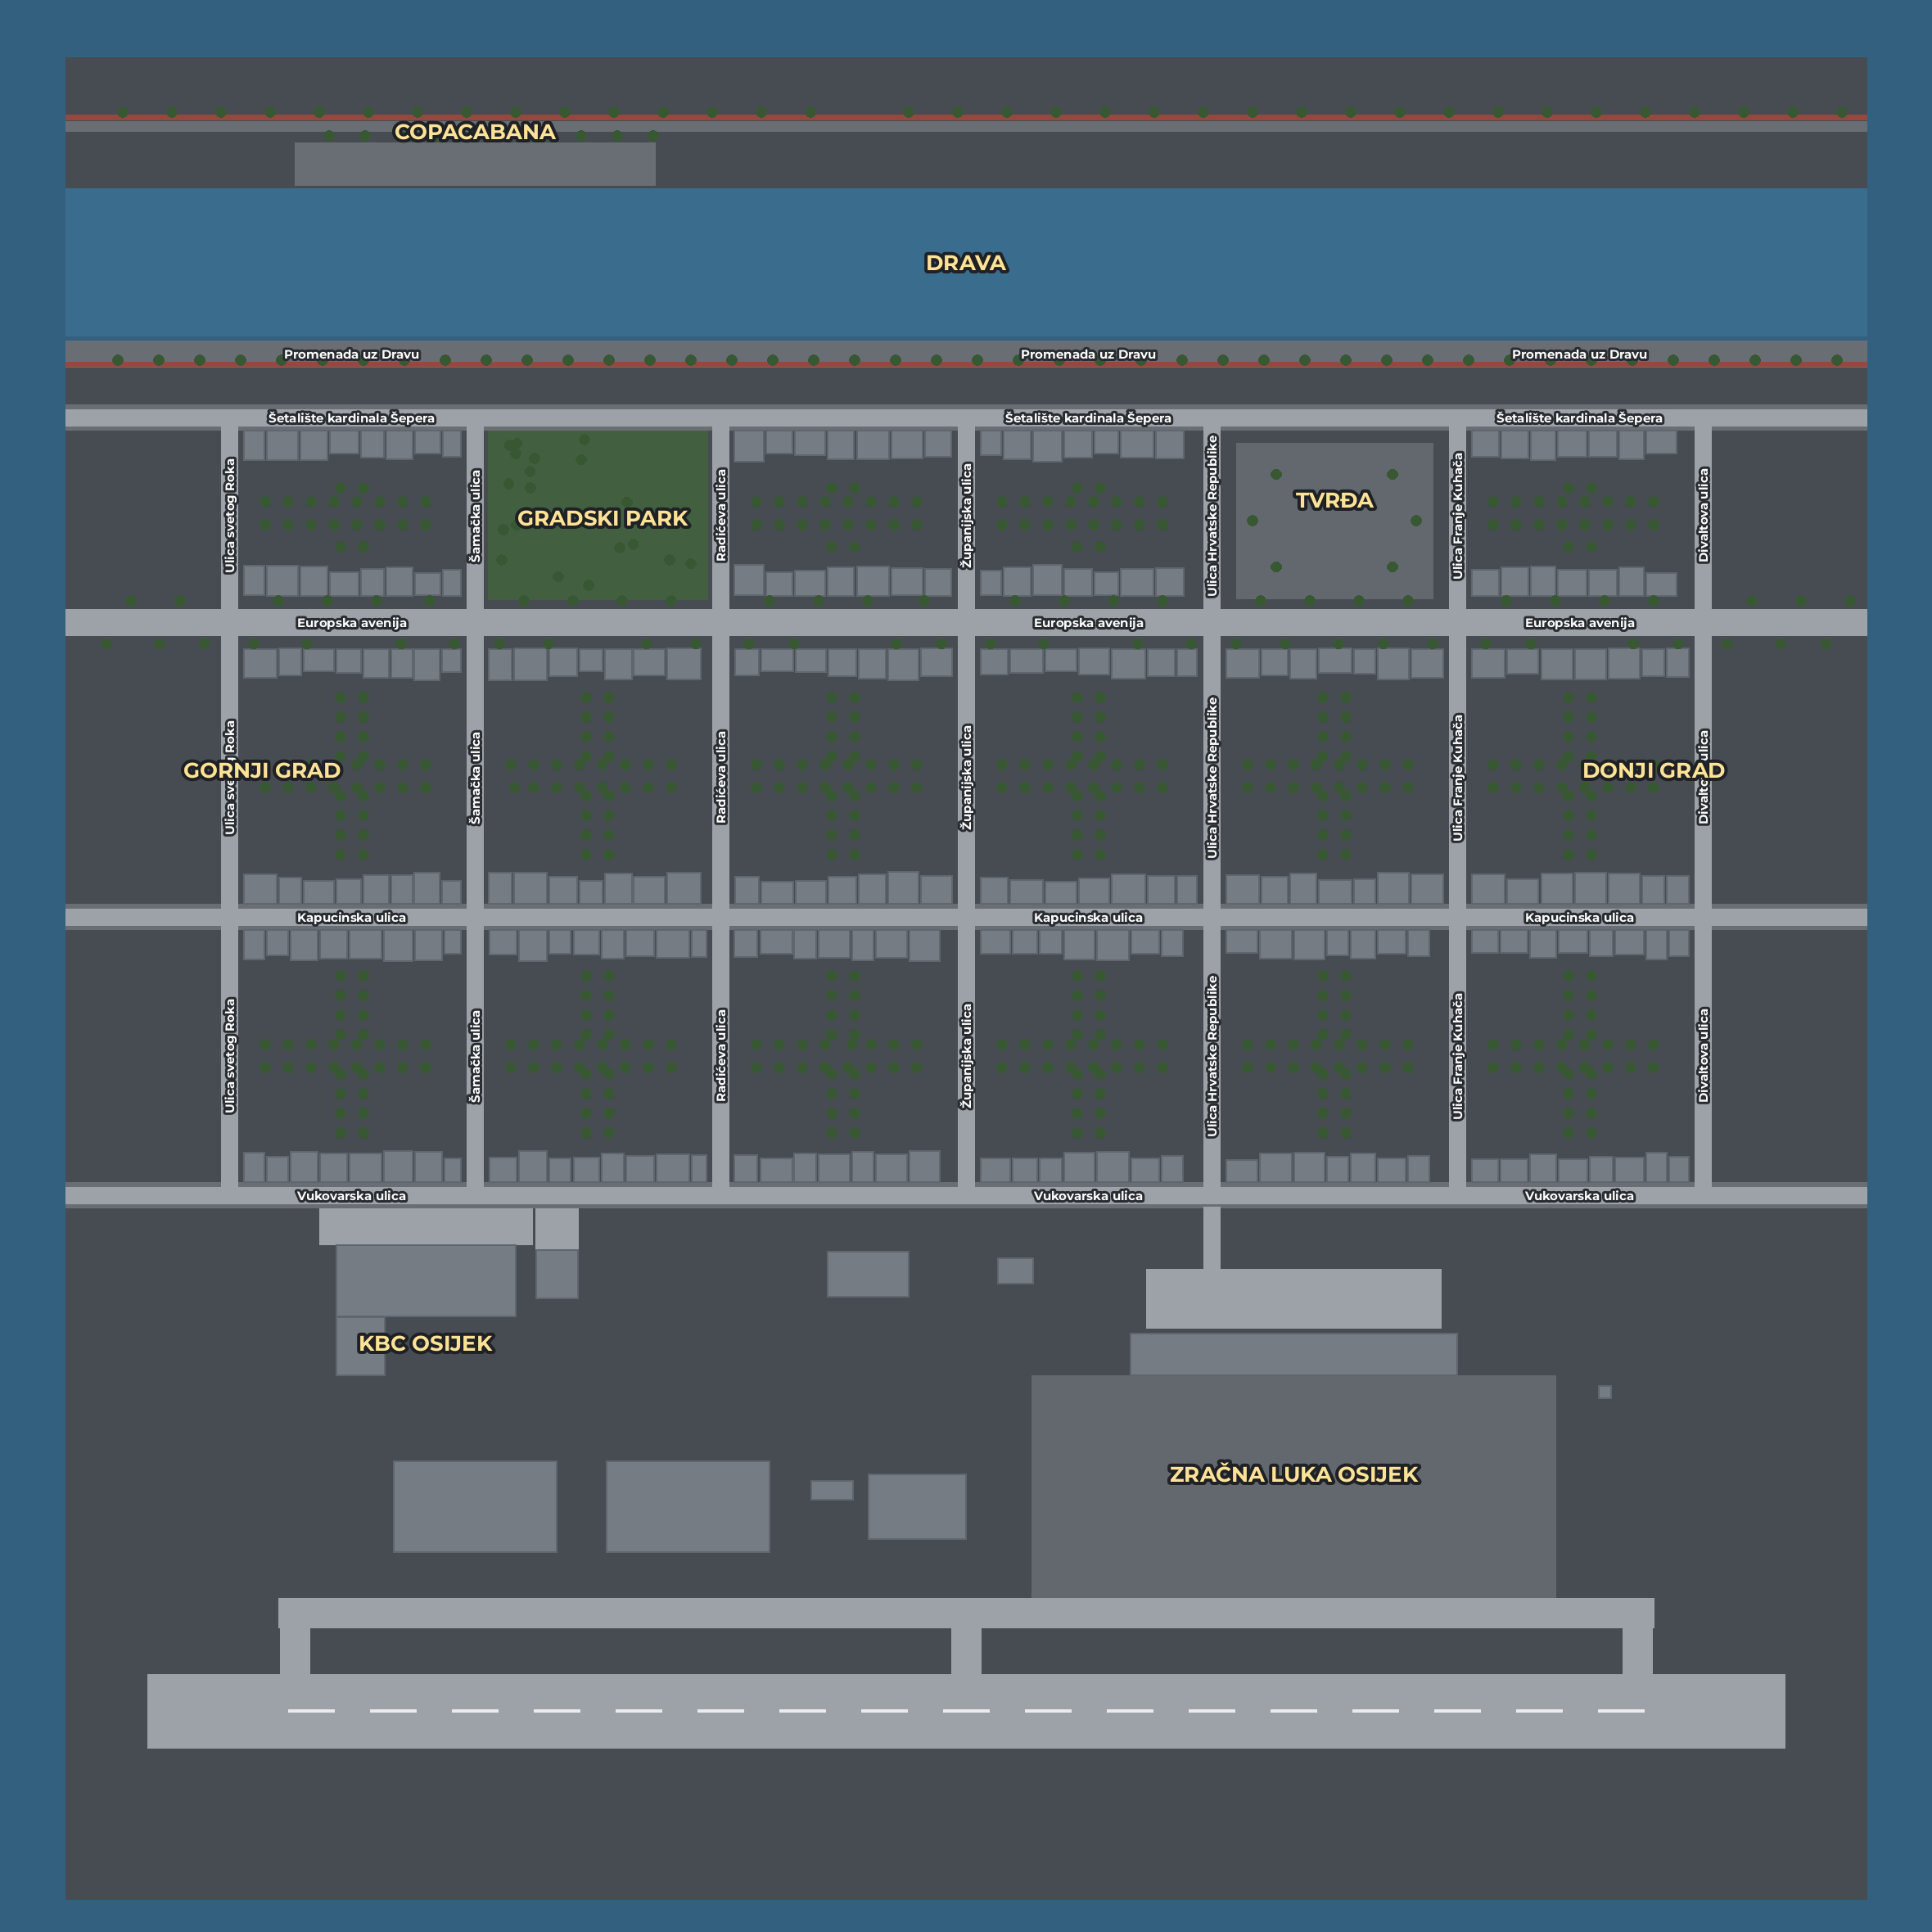 COPACABANA
DRAVA
Promenada uz Dravu
Promenada uz Dravu
Promenada uz Dravu
Šetalište kardinala Šepera
Šetalište kardinala Šepera
Šetalište kardinala Šepera
Ulica svetog Roka
Šamačka ulica
GRADSKI PARK
Radićeva ulica
Županijska ulica
Ulica Hrvatske Republike
TVRĐA
Ulica Franje Kuhača
Divaltova ulica
Europska avenija
Europska avenija
Europska avenija
Ulica svetog Roka
GORNJI GRAD
Šamačka ulica
Radićeva ulica
Županijska ulica
Ulica Hrvatske Republike
Ulica Franje Kuhača
DONJI GRAD
Divaltova ulica
Kapucinska ulica
Kapucinska ulica
Kapucinska ulica
Ulica svetog Roka
Šamačka ulica
Radićeva ulica
Županijska ulica
Ulica Hrvatske Republike
Ulica Franje Kuhača
Divaltova ulica
Vukovarska ulica
Vukovarska ulica
Vukovarska ulica
KBC OSIJEK
ZRAČNA LUKA OSIJEK